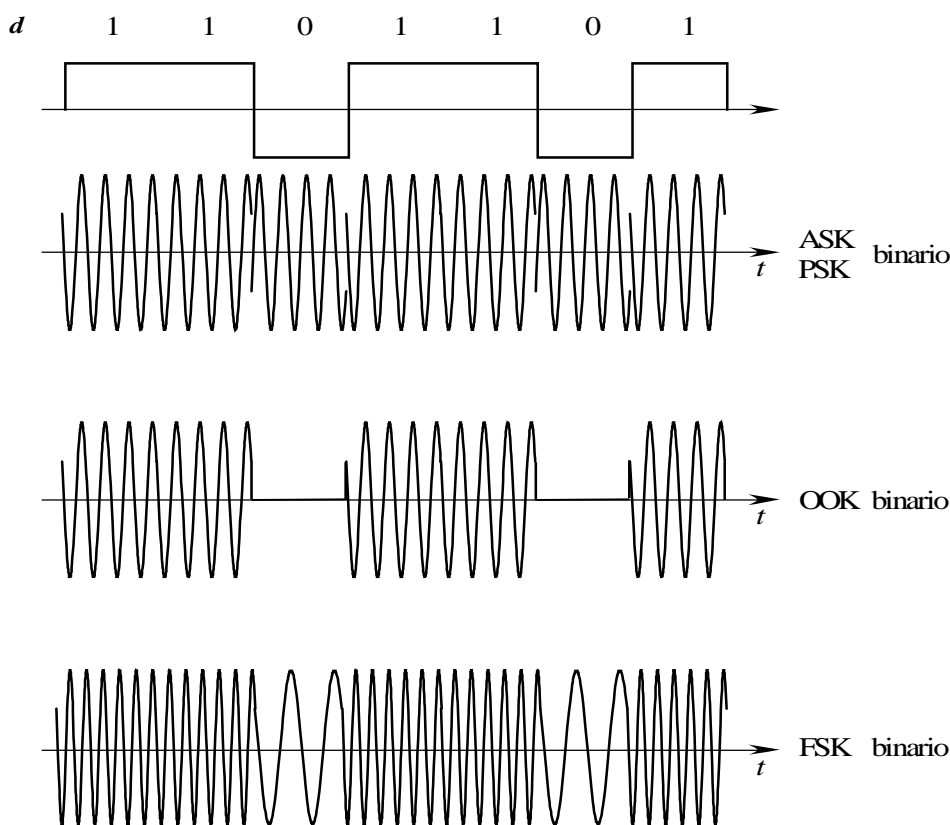 d 1 1 0 1 1 0 1
ASK
PSK binario
t
OOK binario
t
FSK binario
t